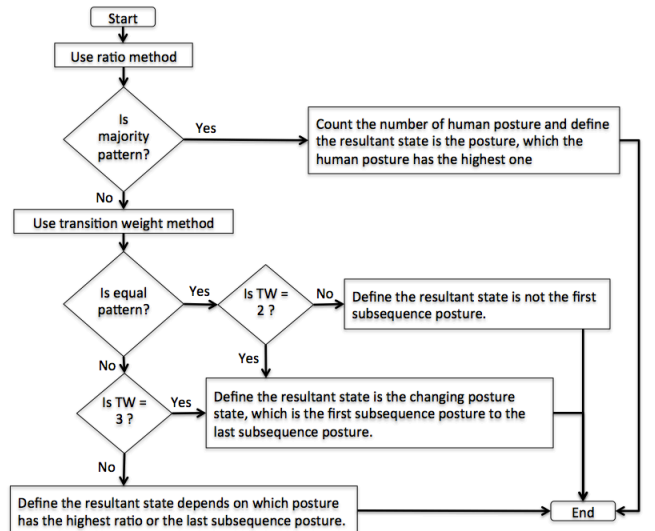 Start
Use ratio method
Is
majority
pattern?
Yes
Count the number of human posture and define
the resultant state is the posture, which the
human posture has the highest one
No
Use transition weight method
Is equal
pattern?
Yes
Is TW =
2 ?
No
Define the resultant state is not the first
subsequence posture.
Yes
No
Is TW =
3 ?
Yes
Define the resultant state is the changing posture
state, which is the first subsequence posture to the
last subsequence posture.
No
Define the resultant state depends on which posture
has the highest ratio or the last subsequence posture.
End